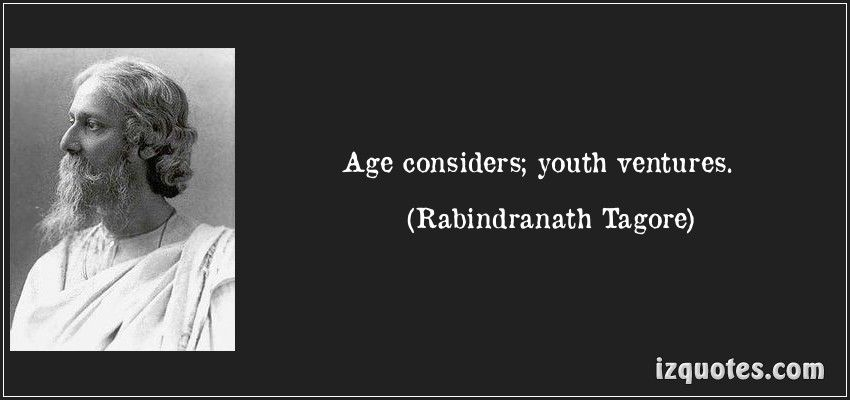 Age considers; youth ventures.
(Rabindranath Tagore)
izquotes.com